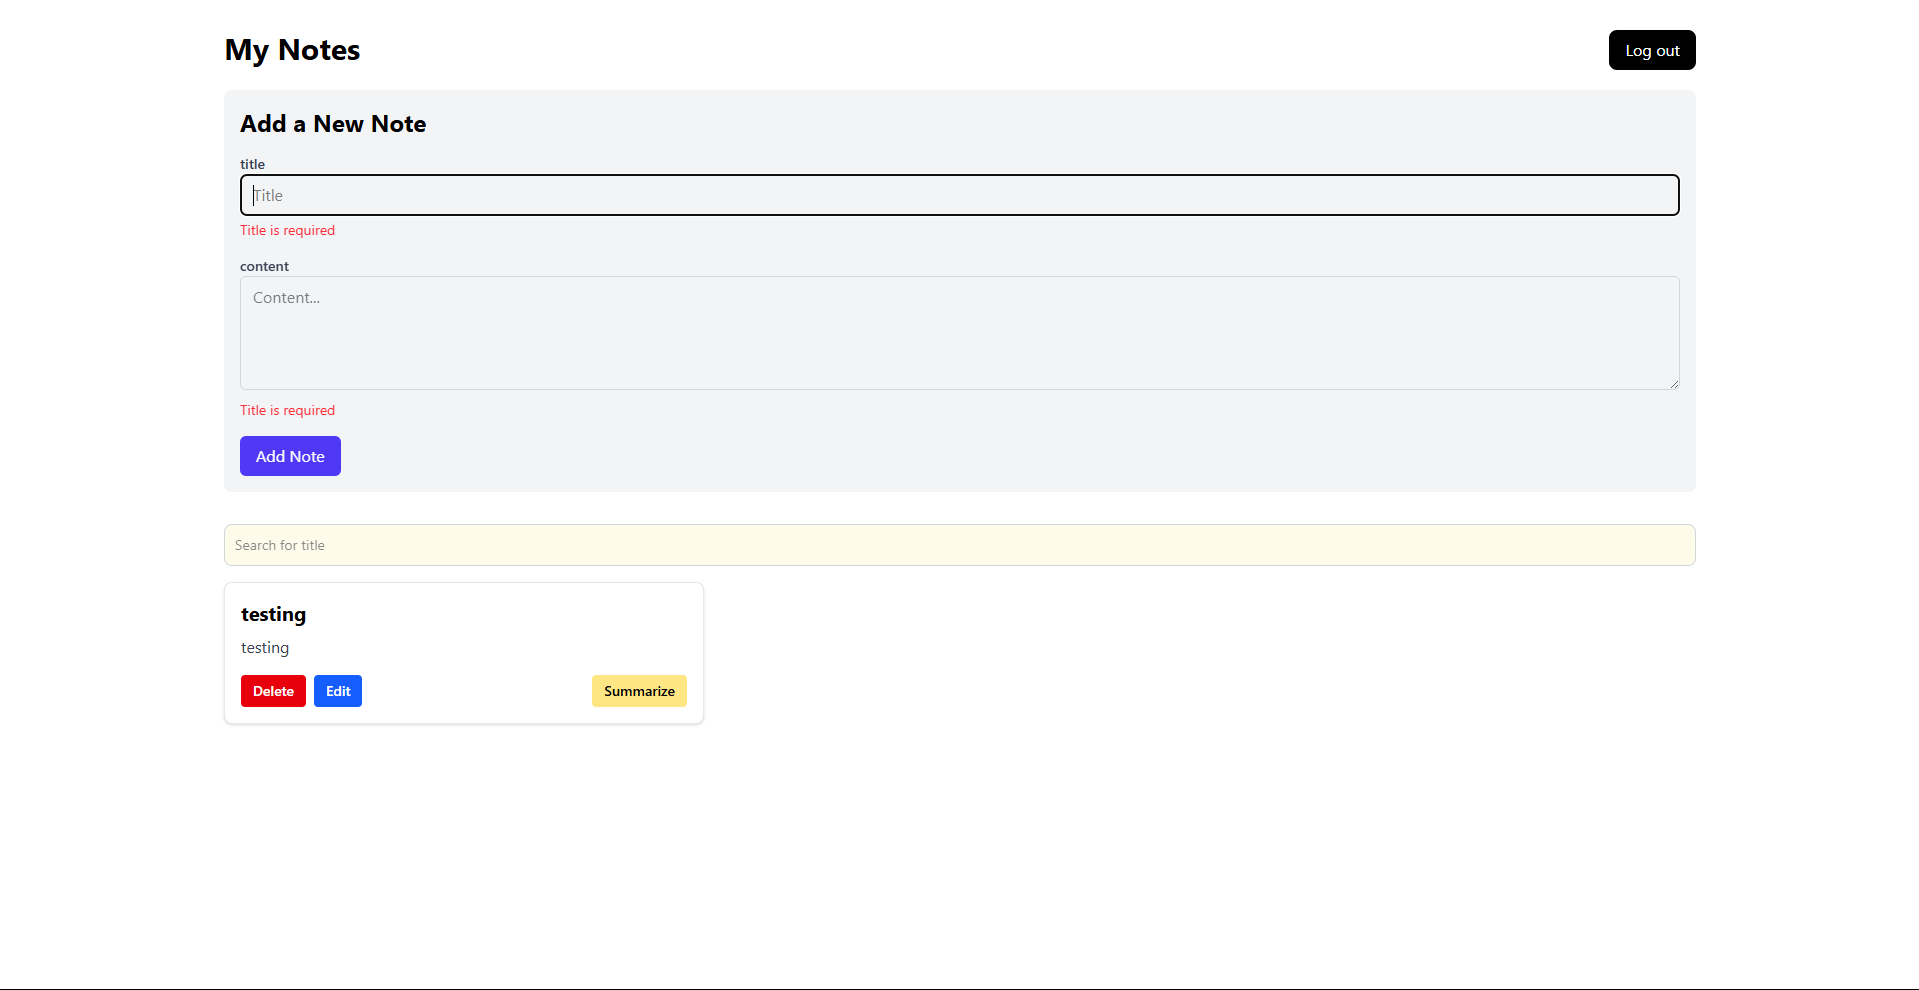 My Notes
Log out
Add a New Note
title
Title
Title is required
content
Content...
Title is required
Add Note
Search for title
testing
testing
Delete Edit Summarize